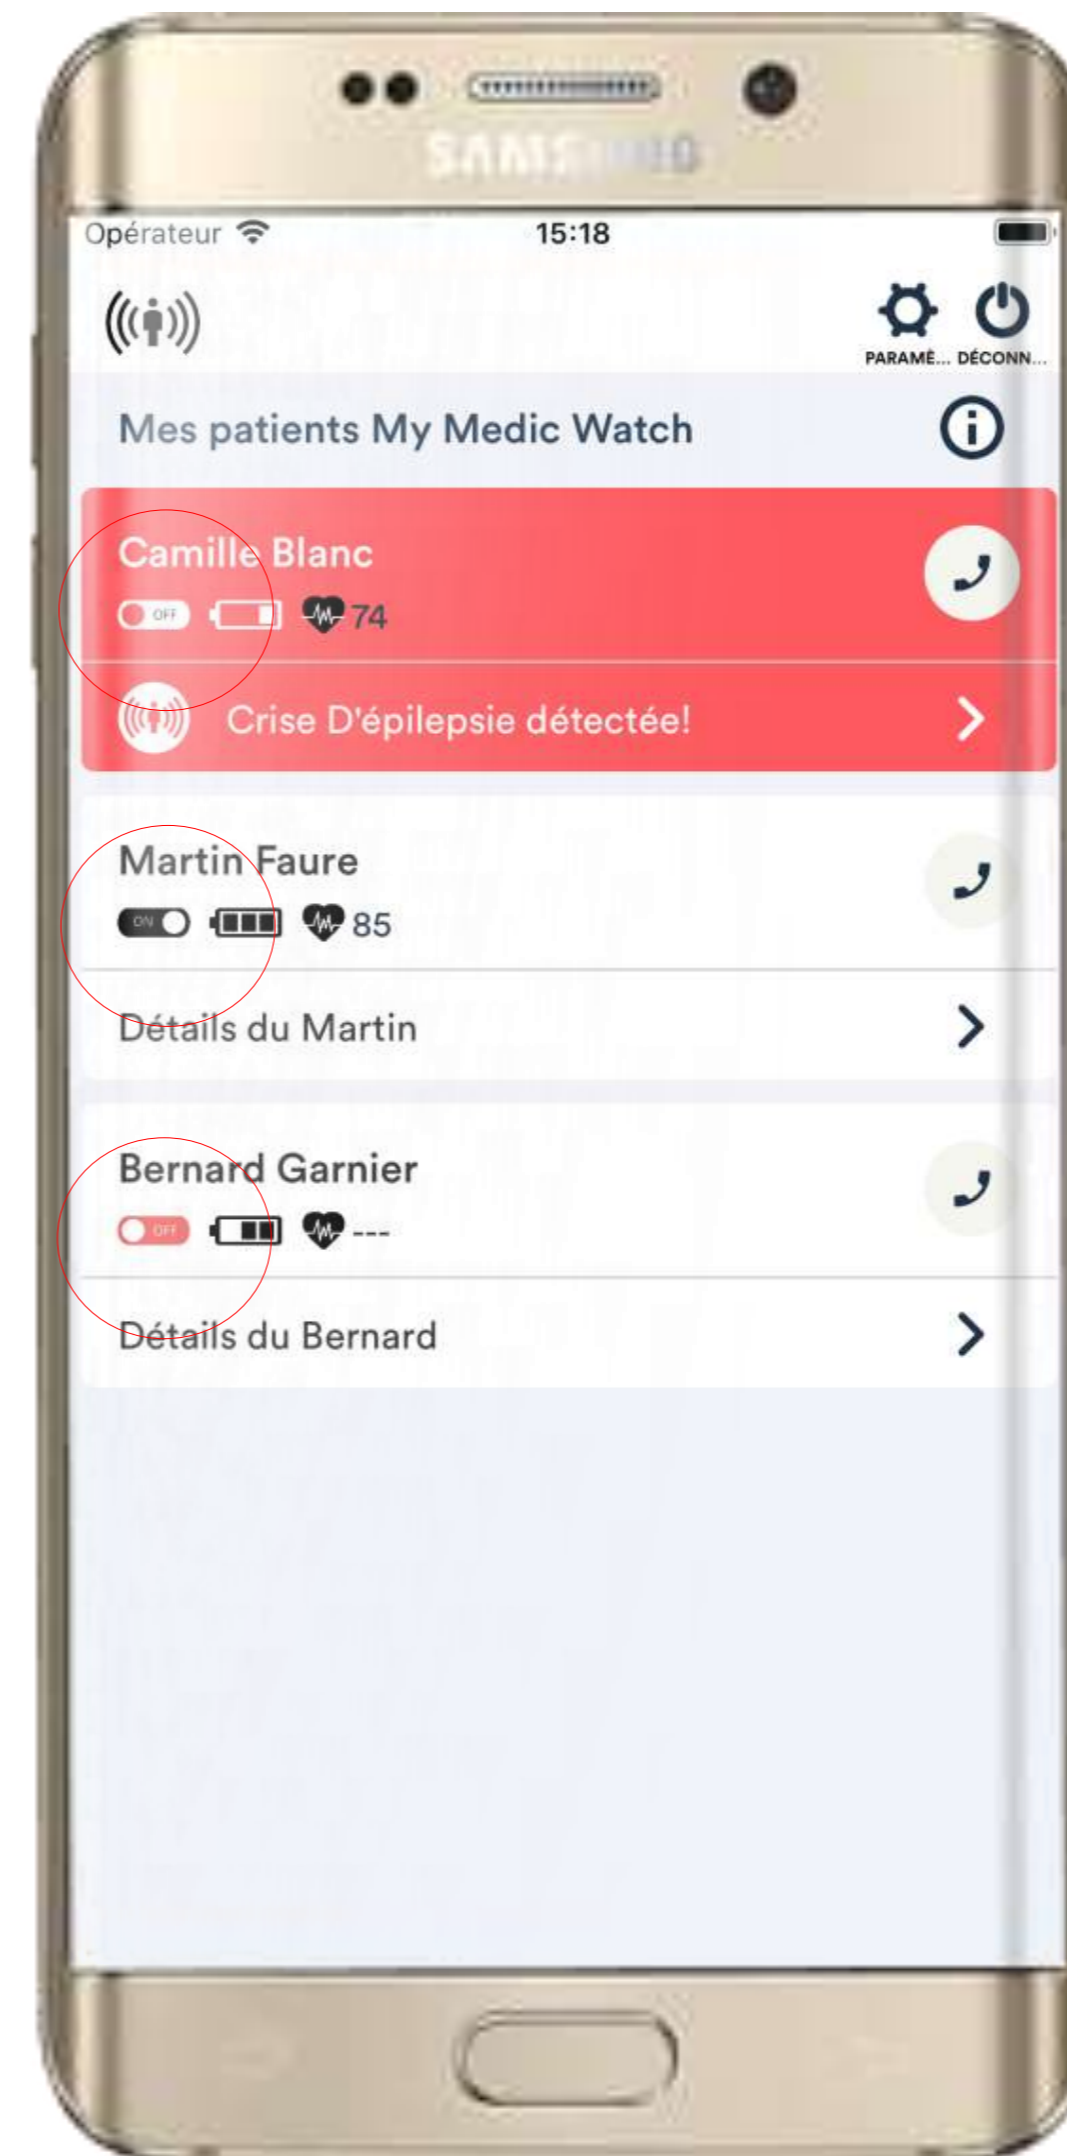 SAMSUNG
Opérateur 15:18
PARAMÈ... DÉCONN...
Mes patients My Medic Watch
Camille Blanc
OFF 74
Crise D'épilepsie détectée!
Martin Faure
ON 85
Détails du Martin
Bernard Garnier
OFF ---
Détails du Bernard